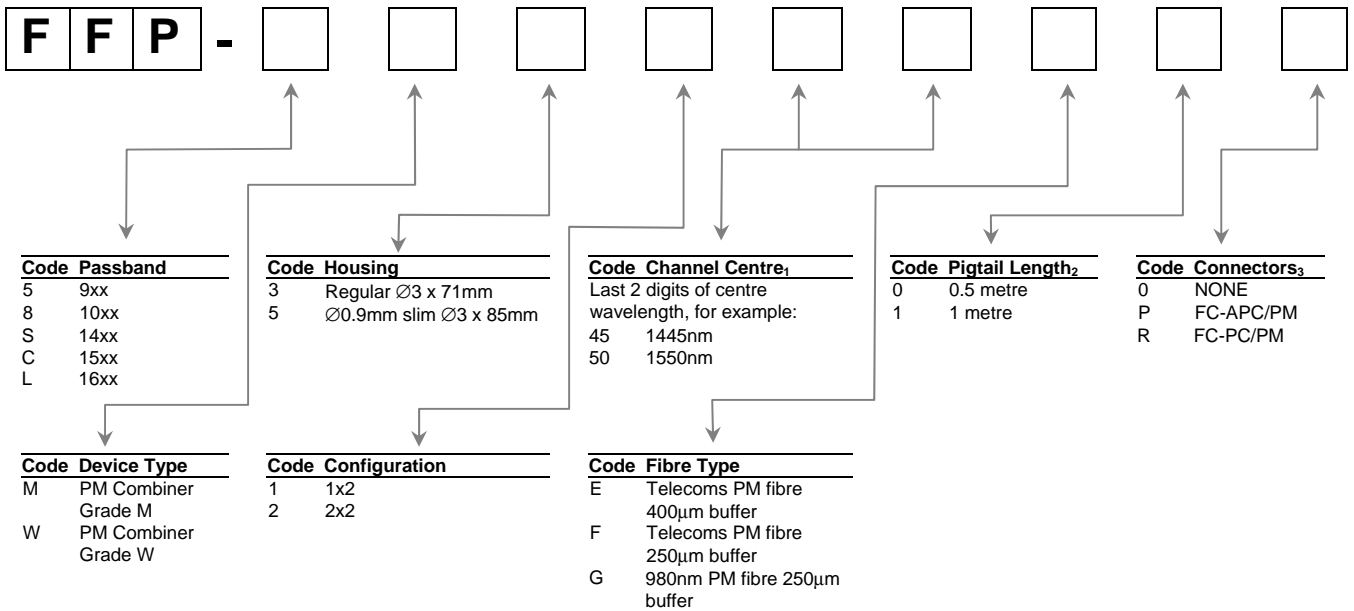 F F P -
Code Passband
5 9xx
8 10xx
S 14xx
C 15xx
L 16xx
Code Housing
3 Regular ∅3 x 71mm
5 ∅0.9mm slim ∅3 x 85mm
Code Channel Centre₁
Last 2 digits of centre
wavelength, for example:
45 1445nm
50 1550nm
Code Pigtail Length₂
0 0.5 metre
1 1 metre
Code Connectors₃
0 NONE
P FC-APC/PM
R FC-PC/PM
Code Device Type
M PM Combiner
Grade M
W PM Combiner
Grade W
Code Configuration
1 1x2
2 2x2
Code Fibre Type
E Telecoms PM fibre
400μm buffer
F Telecoms PM fibre
250μm buffer
G 980nm PM fibre 250μm
buffer